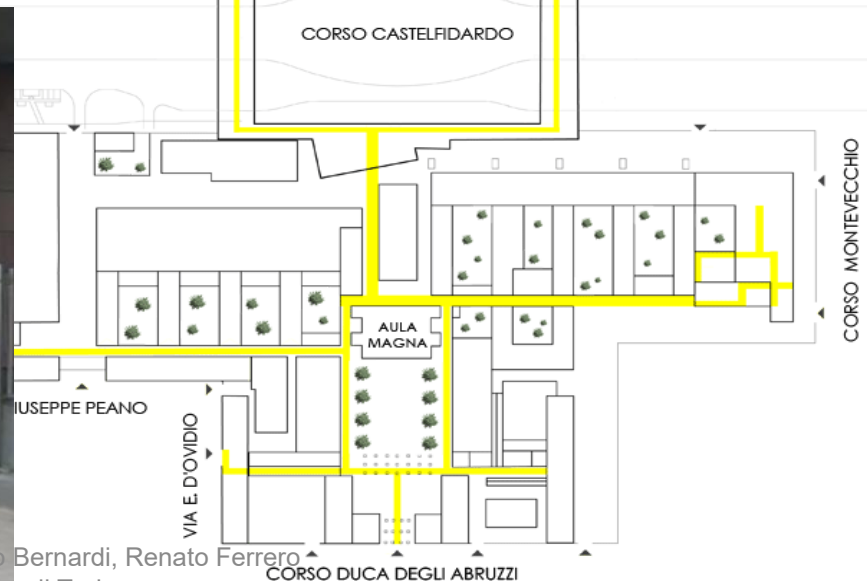 CORSO CASTELFIDARDO
CORSO MONTEVECCHIO
AULA
MAGNA
IUSEPPE PEANO
VIA E. D'OVIDIO
Bernardi, Renato Ferrero
CORSO DUCA DEGLI ABRUZZI